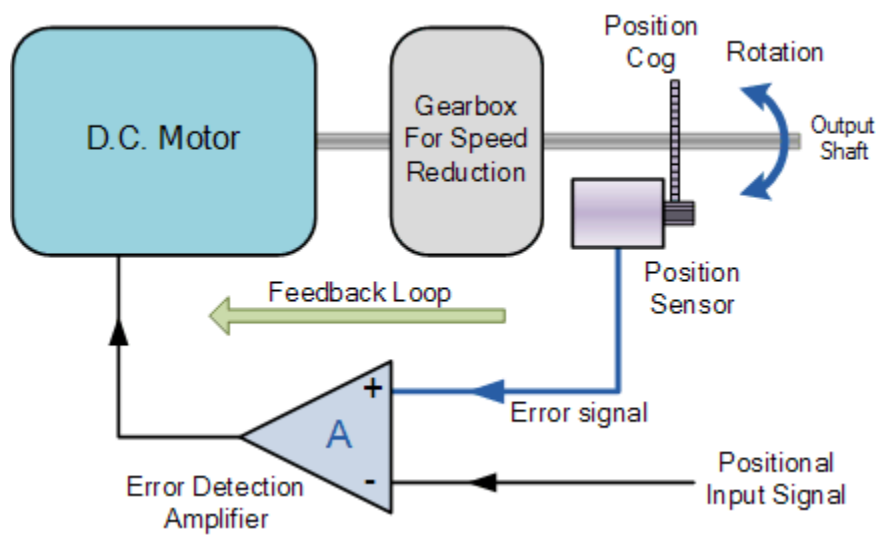 Position
Cog
Rotation
D.C. Motor
Gearbox
For Speed
Reduction
Output
Shaft
Position
Sensor
Feedback Loop
+
Error signal
A
-
Positional
Input Signal
Error Detection
Amplifier